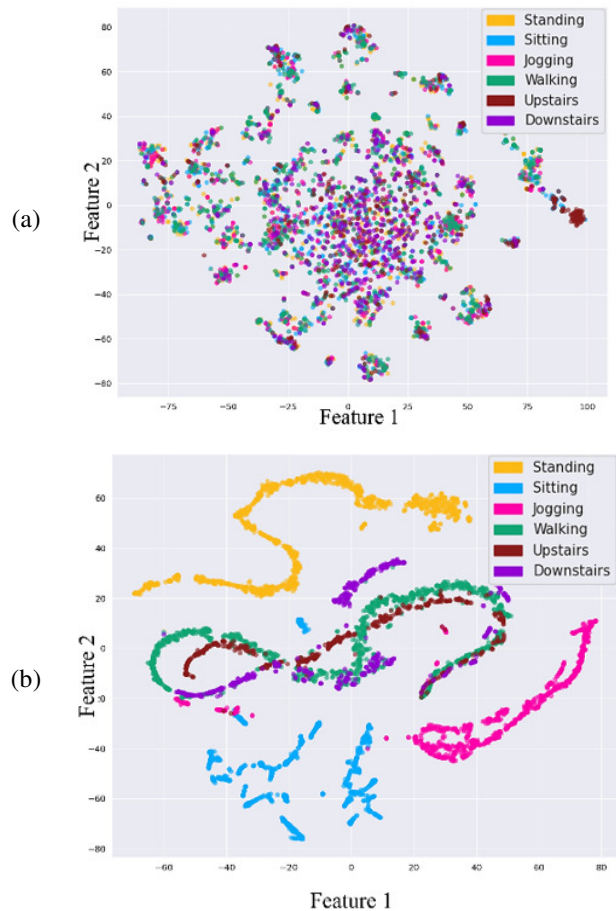 80
60
40
20
0
−20
−40
−60
−80
Feature 2
(a)
Standing
Sitting
Jogging
Walking
Upstairs
Downstairs
−75
−50
−25
0
25
50
75
100
Feature 1
60
40
20
0
−20
−40
−60
−80
Feature 2
(b)
Standing
Sitting
Jogging
Walking
Upstairs
Downstairs
−60
−40
−20
0
20
40
60
80
Feature 1